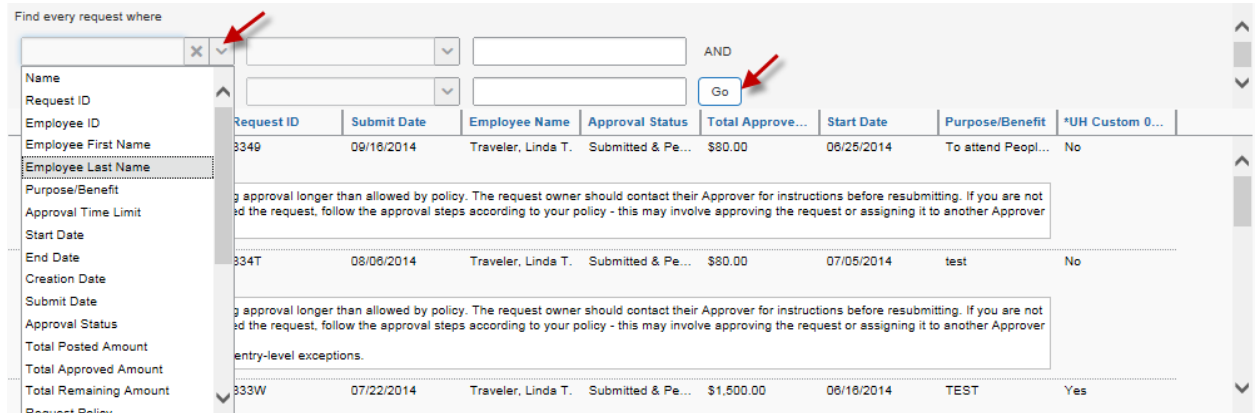 Find every request where
AND
Go
Name
Request ID
Employee ID
Employee First Name
Employee Last Name
Purpose/Benefit
Approval Time Limit
Start Date
End Date
Creation Date
Submit Date
Approval Status
Total Posted Amount
Total Approved Amount
Total Remaining Amount
Request Policy
Request ID Submit Date Employee Name Approval Status Total Approve... Start Date Purpose/Benefit *UH Custom 0...
3349 09/16/2014 Traveler, Linda T. Submitted & Pe... $80.00 06/25/2014 To attend Peopl... No
g approval longer than allowed by policy. The request owner should contact their Approver for instructions before resubmitting. If you are not
ed the request, follow the approval steps according to your policy - this may involve approving the request or assigning it to another Approver
334T 08/06/2014 Traveler, Linda T. Submitted & Pe... $80.00 07/05/2014 test No
g approval longer than allowed by policy. The request owner should contact their Approver for instructions before resubmitting. If you are not
ed the request, follow the approval steps according to your policy - this may involve approving the request or assigning it to another Approver
entry-level exceptions.
333W 07/22/2014 Traveler, Linda T. Submitted & Pe... $1,500.00 06/16/2014 TEST Yes